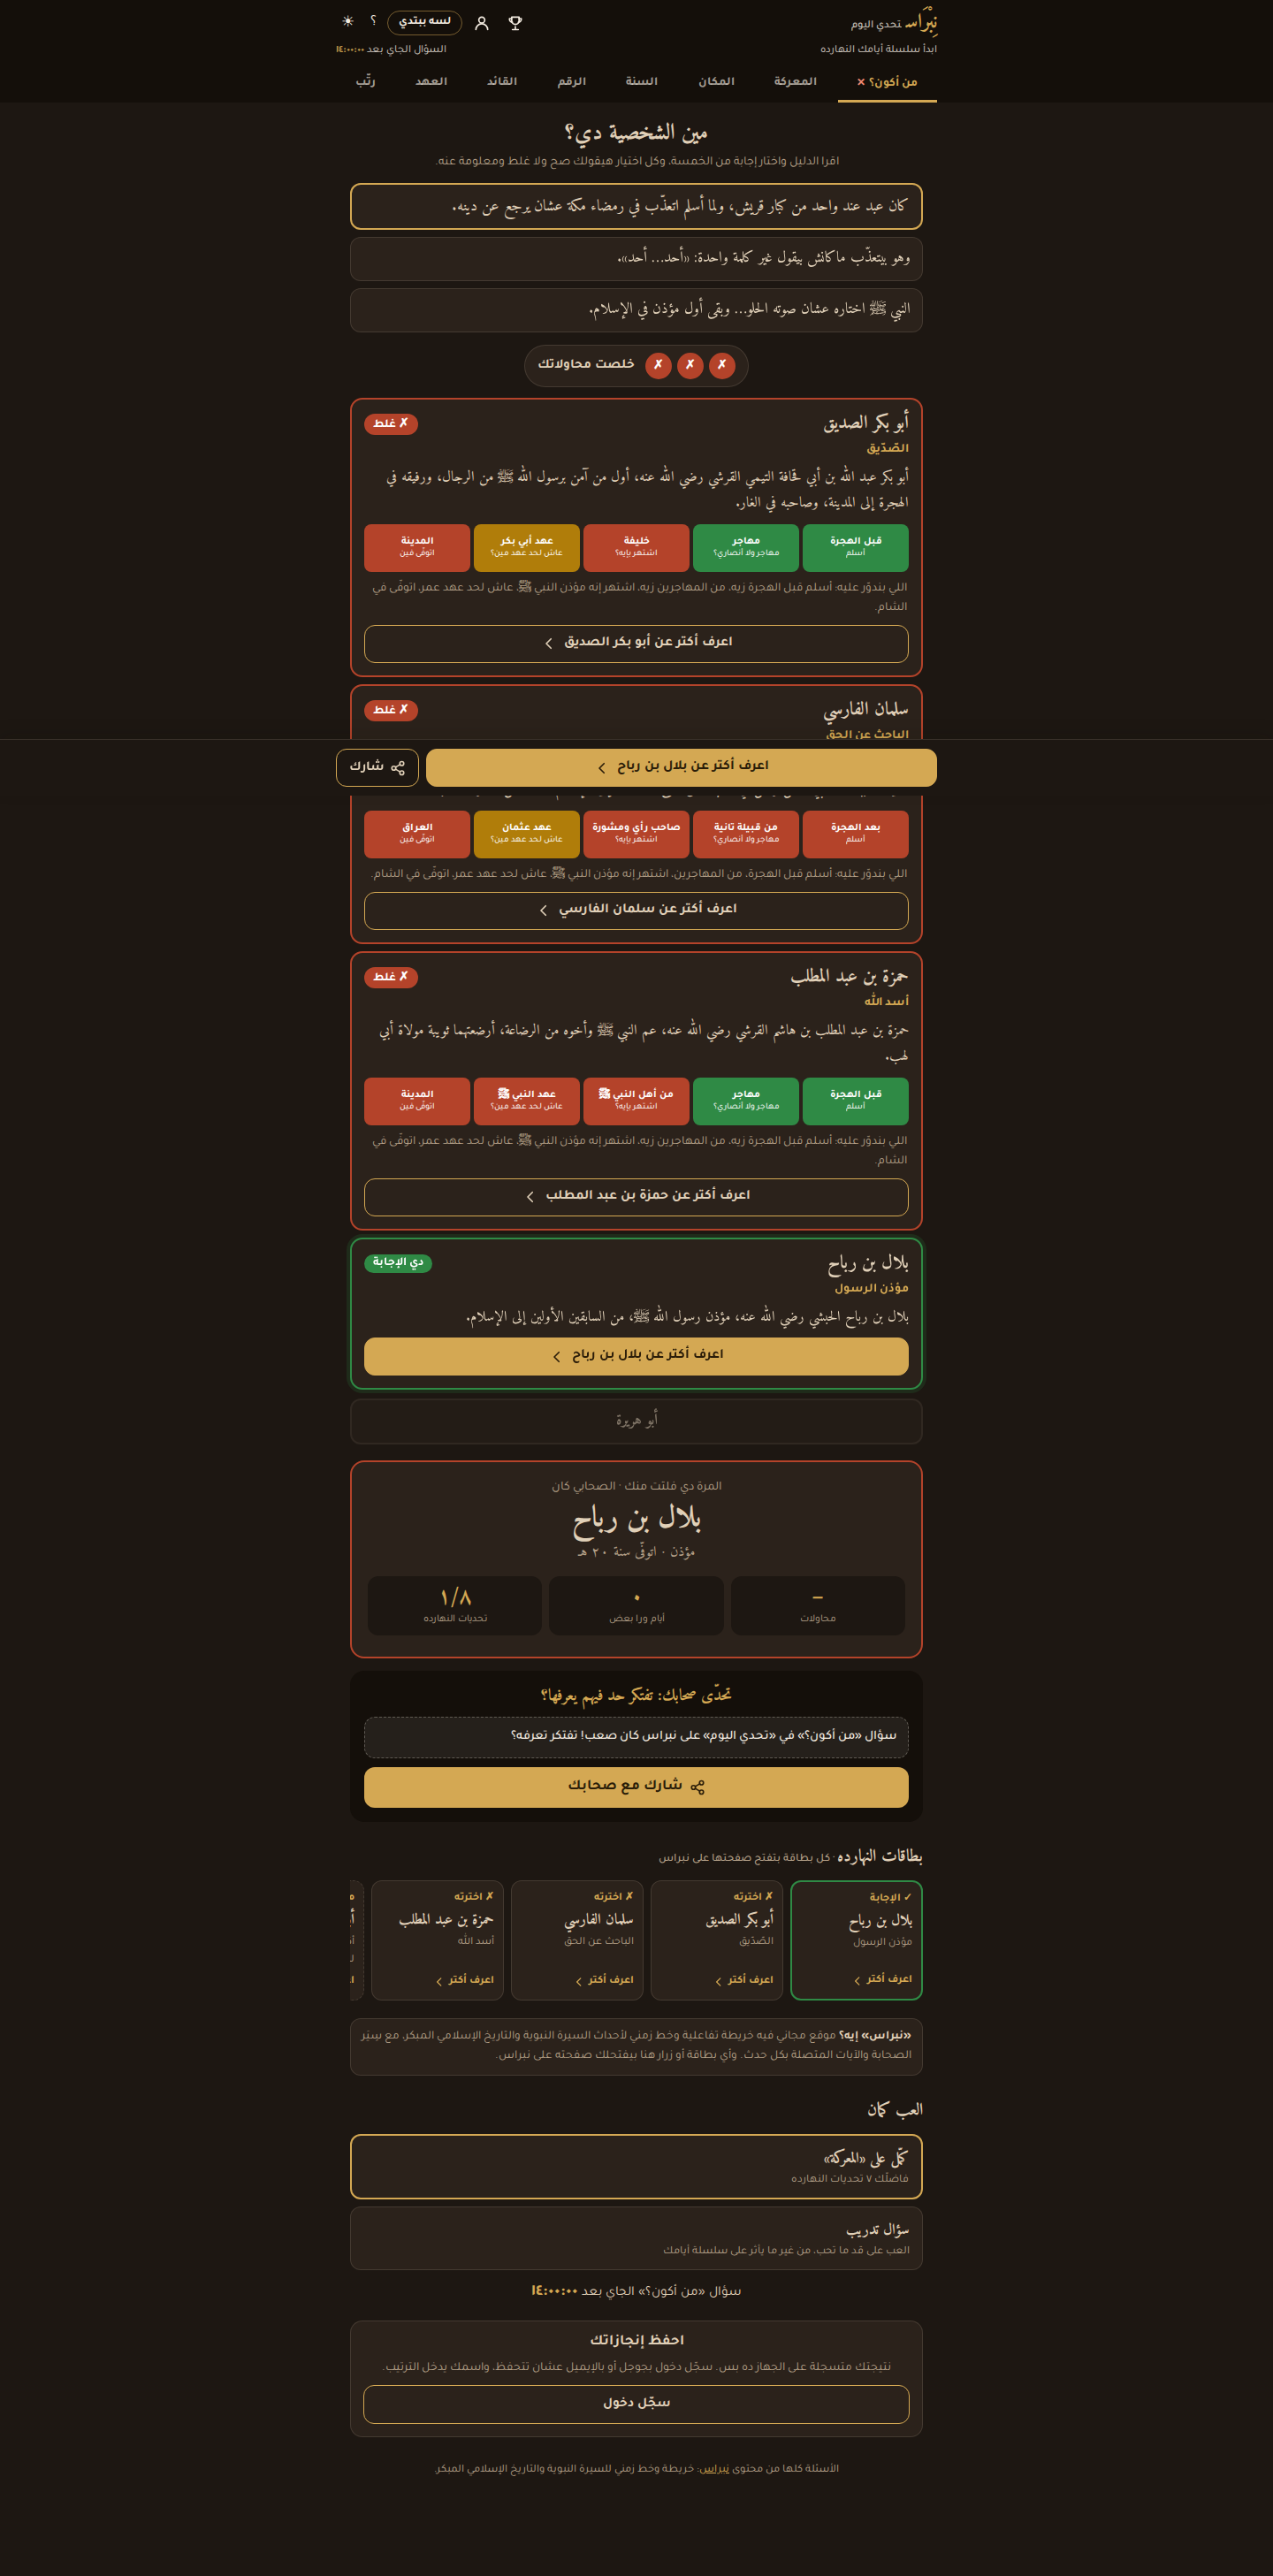 نِبْرَاس تحدي اليوم
لسه ببتدي
؟
ابدأ سلسلة أيامك النهارده
السؤال الجاي بعد ١٤:٠٠:٠٠
من أكون؟ ✕
المعركة
المكان
السنة
الرقم
القائد
العهد
رتّب
مين الشخصية دي؟
اقرا الدليل واختار إجابة من الخمسة، وكل اختيار هيقولك صح ولا غلط ومعلومة عنه.
كان عبد عند واحد من كبار قريش، ولما أسلم اتعذّب في رمضاء مكة عشان يرجع عن دينه.
وهو بيتعذّب ماكانش بيقول غير كلمة واحدة: «أحد... أحد».
النبي ﷺ اختاره عشان صوته الحلو... وبقى أول مؤذن في الإسلام.
✗ ✗ ✗ خلصت محاولاتك
أبو بكر الصديق
✗ غلط
الصّدّيق
أبو بكر عبد الله بن أبي قحافة التيمي القرشي رضي الله عنه، أول من آمن برسول الله ﷺ من الرجال، ورفيقه في
الهجرة إلى المدينة، وصاحبه في الغار.
قبل الهجرة
أسلم
مهاجر
مهاجر ولا أنصاري؟
خليفة
اشتهر بإيه؟
عهد أبي بكر
عاش لحد عهد مين؟
المدينة
اتوفّى فين
اللي بندوّر عليه: أسلم قبل الهجرة زيه، من المهاجرين زيه، اشتهر إنه مؤذن النبي ﷺ، عاش لحد عهد عمر، اتوفّى في
الشام.
اعرف أكتر عن أبو بكر الصديق
سلمان الفارسي
✗ غلط
الباحث عن الحق
اعرف أكتر عن بلال بن رباح
شارك
بعد الهجرة
أسلم
من قبيلة تانية
مهاجر ولا أنصاري؟
صاحب رأي ومشورة
اشتهر بإيه؟
عهد عثمان
عاش لحد عهد مين؟
العراق
اتوفّى فين
اللي بندوّر عليه: أسلم قبل الهجرة، من المهاجرين، اشتهر إنه مؤذن النبي ﷺ، عاش لحد عهد عمر، اتوفّى في الشام.
اعرف أكتر عن سلمان الفارسي
حمزة بن عبد المطلب
✗ غلط
أسد الله
حمزة بن عبد المطلب بن هاشم القرشي رضي الله عنه، عم النبي ﷺ وأخوه من الرضاعة، أرضعتهما ثويبة مولاة أبي
لهب.
قبل الهجرة
أسلم
مهاجر
مهاجر ولا أنصاري؟
من أهل النبي ﷺ
اشتهر بإيه؟
عهد النبي ﷺ
عاش لحد عهد مين؟
المدينة
اتوفّى فين
اللي بندوّر عليه: أسلم قبل الهجرة زيه، من المهاجرين زيه، اشتهر إنه مؤذن النبي ﷺ، عاش لحد عهد عمر، اتوفّى في
الشام.
اعرف أكتر عن حمزة بن عبد المطلب
بلال بن رباح
دي الإجابة
مؤذن الرسول
بلال بن رباح الحبشي رضي الله عنه، مؤذن رسول الله ﷺ، من السابقين الأولين إلى الإسلام.
اعرف أكتر عن بلال بن رباح
أبو هريرة
المرة دي فلتت منك · الصحابي كان
بلال بن رباح
مؤذن · اتوفّى سنة ٢٠ هـ
–
محاولات
٠
أيام ورا بعض
١/٨
تحديات النهارده
تحدّى صحابك: تفتكر حد فيهم يعرفها؟
سؤال «من أكون؟» في «تحدي اليوم» على نبراس كان صعب! تفتكر تعرفه؟
شارك مع صحابك
بطاقات النهارده · كل بطاقة بتفتح صفحتها على نبراس
✓ الإجابة
بلال بن رباح
مؤذن الرسول
اعرف أكتر
✗ اخترته
أبو بكر الصديق
الصّدّيق
اعرف أكتر
✗ اخترته
سلمان الفارسي
الباحث عن الحق
اعرف أكتر
✗ اخترته
حمزة بن عبد المطلب
أسد الله
اعرف أكتر
«نبراس» إيه؟ موقع مجاني فيه خريطة تفاعلية وخط زمني لأحداث السيرة النبوية والتاريخ الإسلامي المبكر، مع سِيَر
الصحابة والآيات المتصلة بكل حدث. وأي بطاقة أو زرار هنا بيفتحلك صفحته على نبراس.
العب كمان
كمّل على «المعركة»
فاضلّك ٧ تحديات النهارده
سؤال تدريب
العب على قد ما تحب، من غير ما يأثر على سلسلة أيامك
سؤال «من أكون؟» الجاي بعد ١٤:٠٠:٠٠
احفظ إنجازاتك
نتيجتك متسجلة على الجهاز ده بس. سجّل دخول بجوجل أو بالإيميل عشان تتحفظ، واسمك يدخل الترتيب.
سجّل دخول
الأسئلة كلها من محتوى نبراس: خريطة وخط زمني للسيرة النبوية والتاريخ الإسلامي المبكر.